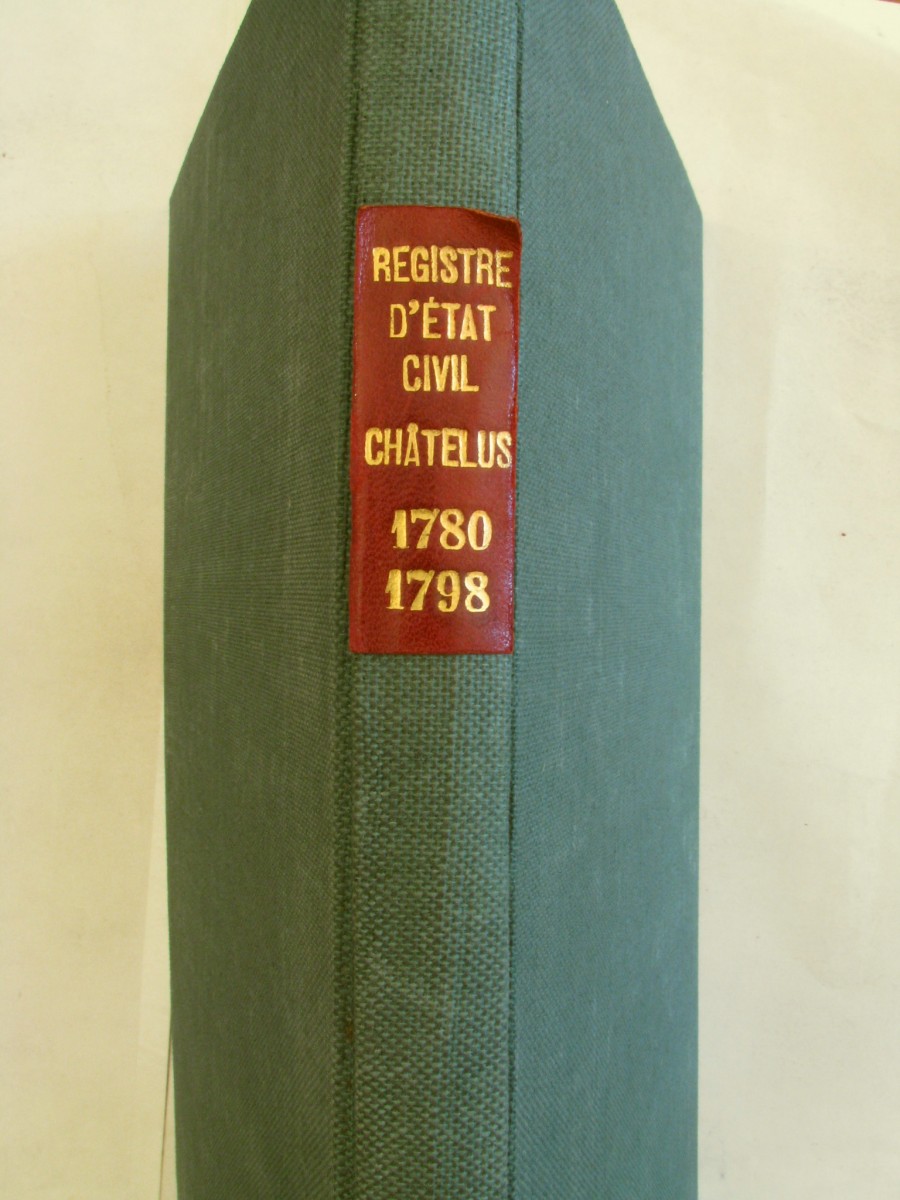 REGISTRE
D'ÉTAT
CIVIL
CHÂTELUS
1780
1798